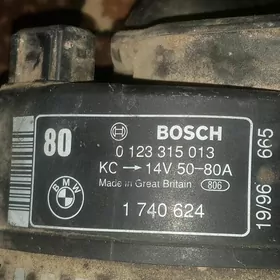 80
BOSCH
0 123 315 013
KC → 14V 50-80A
Made in Great Britain 806
BMW
1 740 624
19/96 665